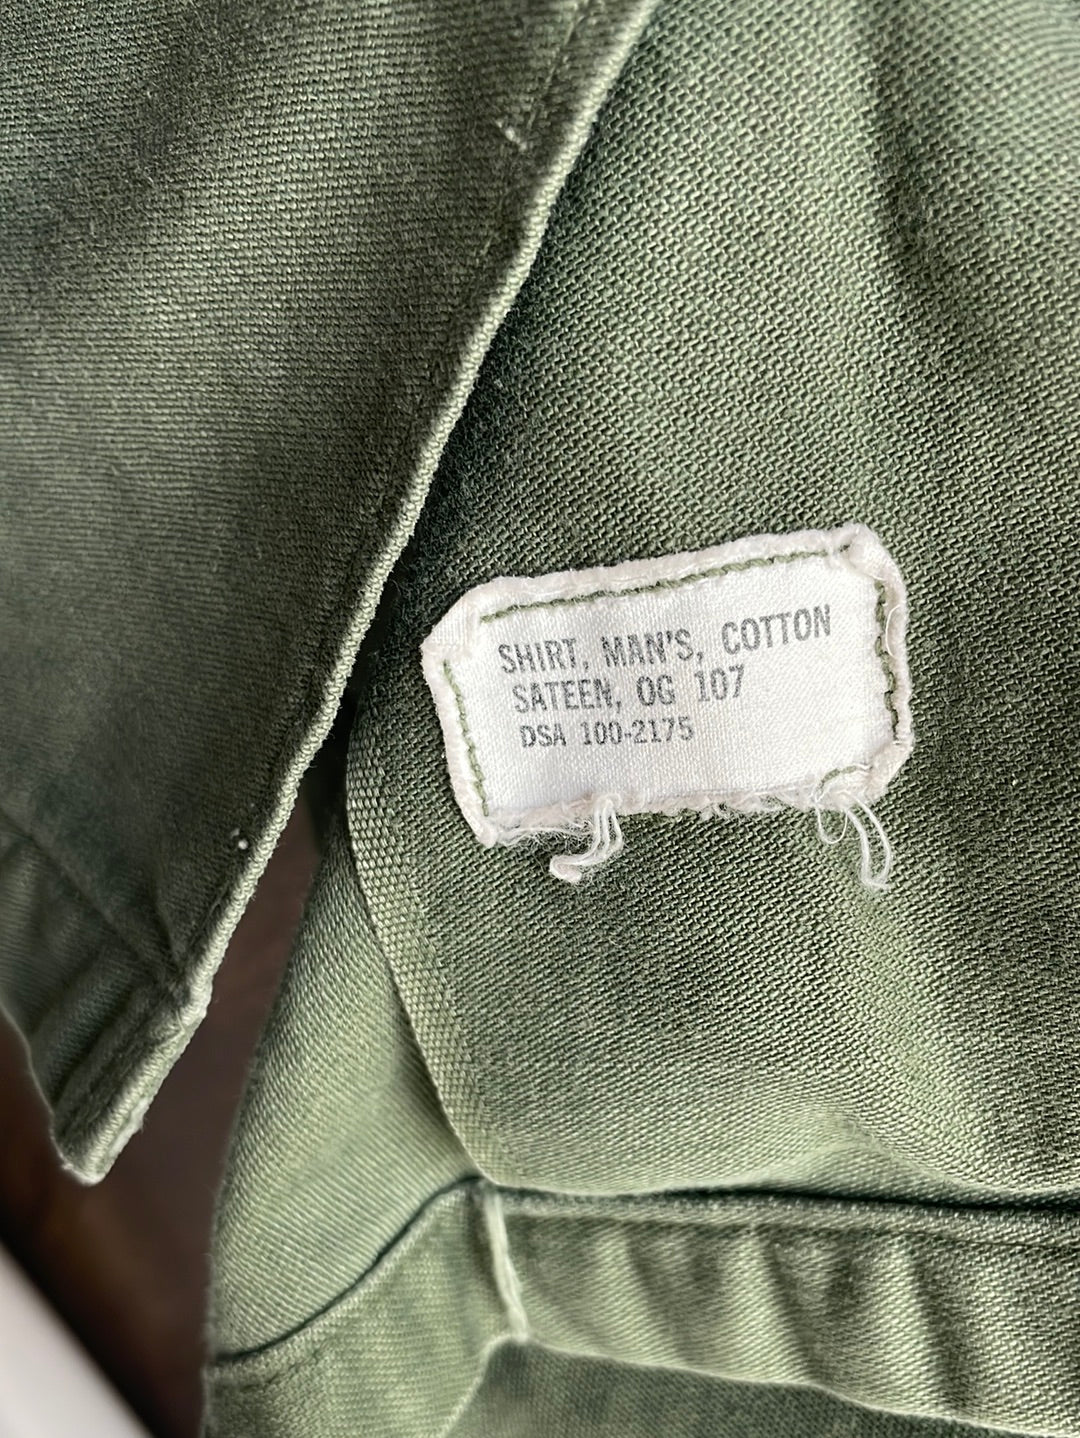 SHIRT, MAN'S, COTTON
SATEEN, OG 107
DSA 100-2175